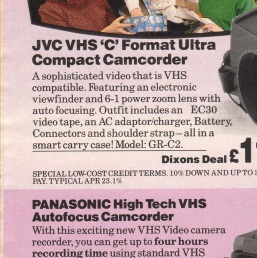 JVC VHS ‘C’ Format Ultra
Compact Camcorder
A sophisticated video that is VHS
compatible. Featuring an electronic
viewfinder and 6-1 power zoom lens with
auto focusing. Outfit includes an EC30
video tape, an AC adaptor/charger, Battery,
Connectors and shoulder strap – all in a
smart carry case! Model: GR-C2.
Dixons Deal £1
SPECIAL LOW-COST CREDIT TERMS. 10% DOWN AND UP TO 3
PAY. TYPICAL APR 23.1%
PANASONIC High Tech VHS
Autofocus Camcorder
With this exciting new VHS Video camera
recorder, you can get up to four hours
recording time using standard VHS